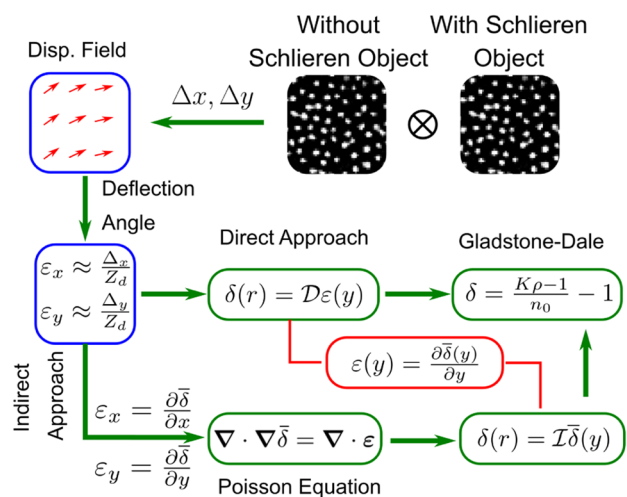 Without
Schlieren Object
With Schlieren
Object
⊗
Disp. Field
Δx, Δy
Deflection
Angle
ε_x ≈ Δ_x/Z_d
ε_y ≈ Δ_y/Z_d
Direct Approach
δ(r) = 𝒟ε(y)
Gladstone-Dale
δ = (Kρ−1)/n_0 − 1
ε(y) = ∂δ̅(y)/∂y
Indirect
Approach
ε_x = ∂δ̅/∂x
ε_y = ∂δ̅/∂y
∇ · ∇δ̅ = ∇ · ε
Poisson Equation
δ(r) = ℐδ̅(y)